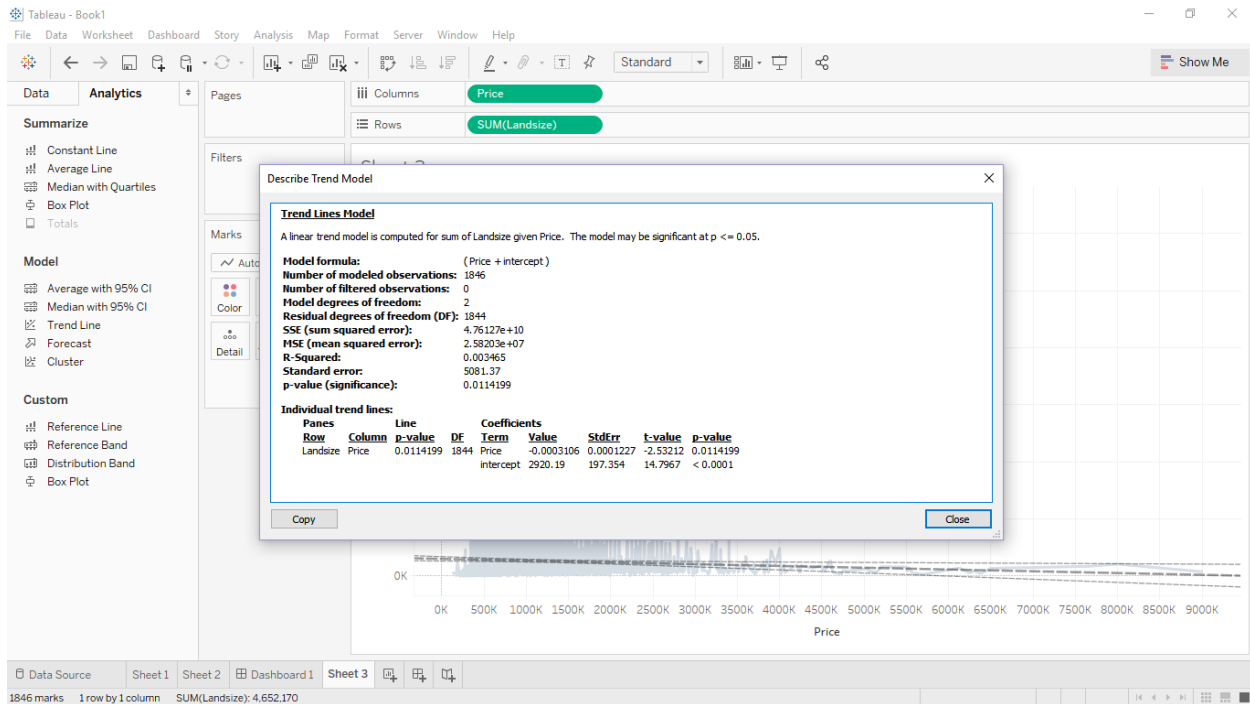 Tableau - Book1
File Data Worksheet Dashboard Story Analysis Map Format Server Window Help
Standard
Show Me
Data Analytics
Pages
Columns Price
Rows SUM(Landsize)
Summarize
Constant Line
Average Line
Median with Quartiles
Box Plot
Totals
Model
Average with 95% CI
Median with 95% CI
Trend Line
Forecast
Cluster
Custom
Reference Line
Reference Band
Distribution Band
Box Plot
Filters
Marks
Color
Detail
Describe Trend Model
Trend Lines Model
A linear trend model is computed for sum of Landsize given Price. The model may be significant at p <= 0.05.
Model formula: ( Price + intercept )
Number of modeled observations: 1846
Number of filtered observations: 0
Model degrees of freedom: 2
Residual degrees of freedom (DF): 1844
SSE (sum squared error): 4.76127e+10
MSE (mean squared error): 2.58203e+07
R-Squared: 0.003465
Standard error: 5081.37
p-value (significance): 0.0114199
Individual trend lines:
Panes Line Coefficients
Row Column p-value DF Term Value StdErr t-value p-value
Landsize Price 0.0114199 1844 Price -0.0003106 0.0001227 -2.53212 0.0114199
intercept 2920.19 197.354 14.7967 < 0.0001
Copy Close
0K
0K 500K 1000K 1500K 2000K 2500K 3000K 3500K 4000K 4500K 5000K 5500K 6000K 6500K 7000K 7500K 8000K 8500K 9000K
Price
Data Source Sheet 1 Sheet 2 Dashboard 1 Sheet 3
1846 marks 1 row by 1 column SUM(Landsize): 4,652,170